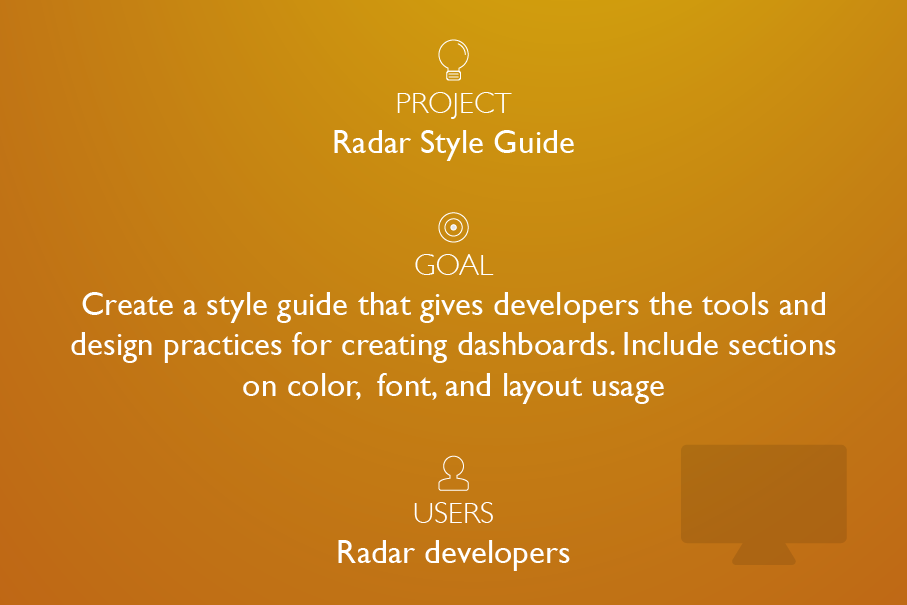 PROJECT
Radar Style Guide
GOAL
Create a style guide that gives developers the tools and
design practices for creating dashboards. Include sections
on color,  font, and layout usage
USERS
Radar developers